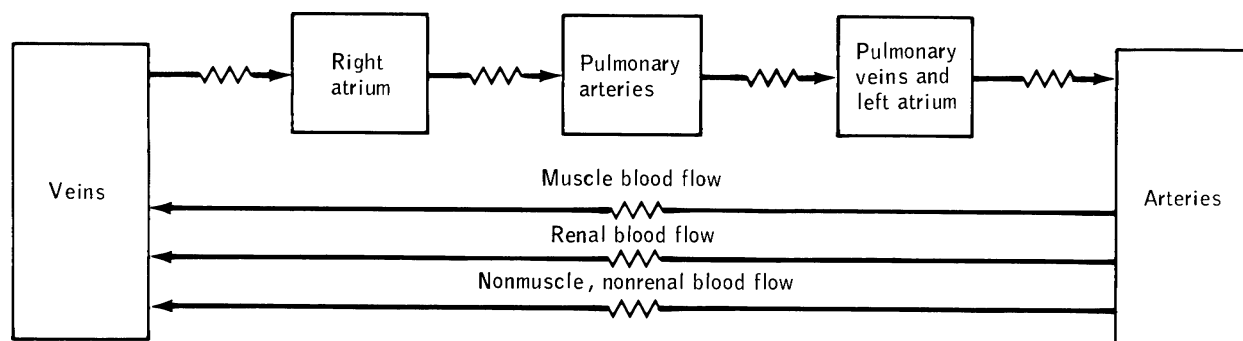 Right
atrium
Pulmonary
arteries
Pulmonary
veins and
left atrium
Veins
Muscle blood flow
Arteries
Renal blood flow
Nonmuscle, nonrenal blood flow